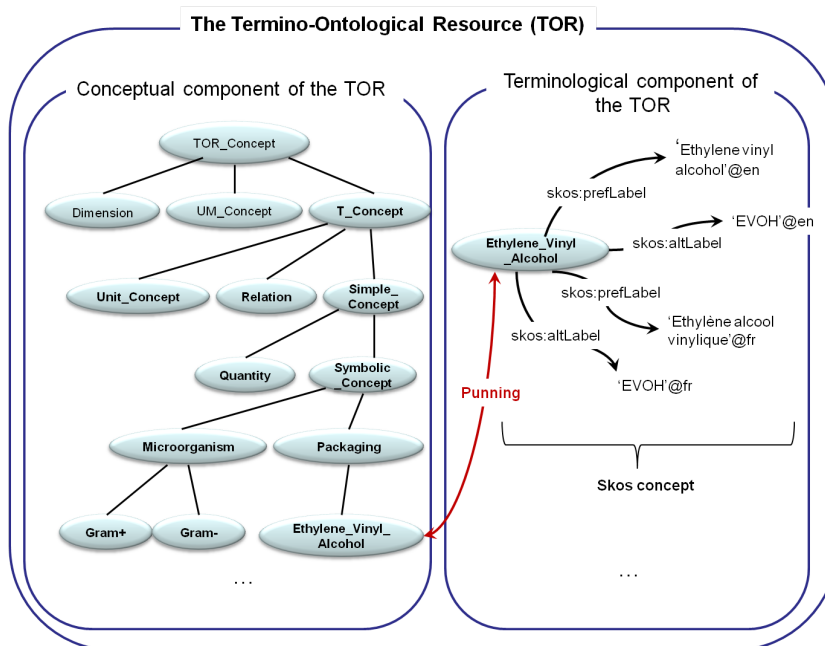 The Termino-Ontological Resource (TOR)
Conceptual component of the TOR
Terminological component of
the TOR
TOR_Concept
Dimension
UM_Concept
T_Concept
Unit_Concept
Relation
Simple_
Concept
Quantity
Symbolic
_Concept
Microorganism
Packaging
Gram+
Gram-
Ethylene_Vinyl_
Alcohol
...
Punning
Ethylene_Vinyl
_Alcohol
skos:prefLabel
'Ethylene vinyl
alcohol'@en
skos:altLabel
'EVOH'@en
skos:prefLabel
'Ethylène alcool
vinylique'@fr
skos:altLabel
'EVOH'@fr
Skos concept
...